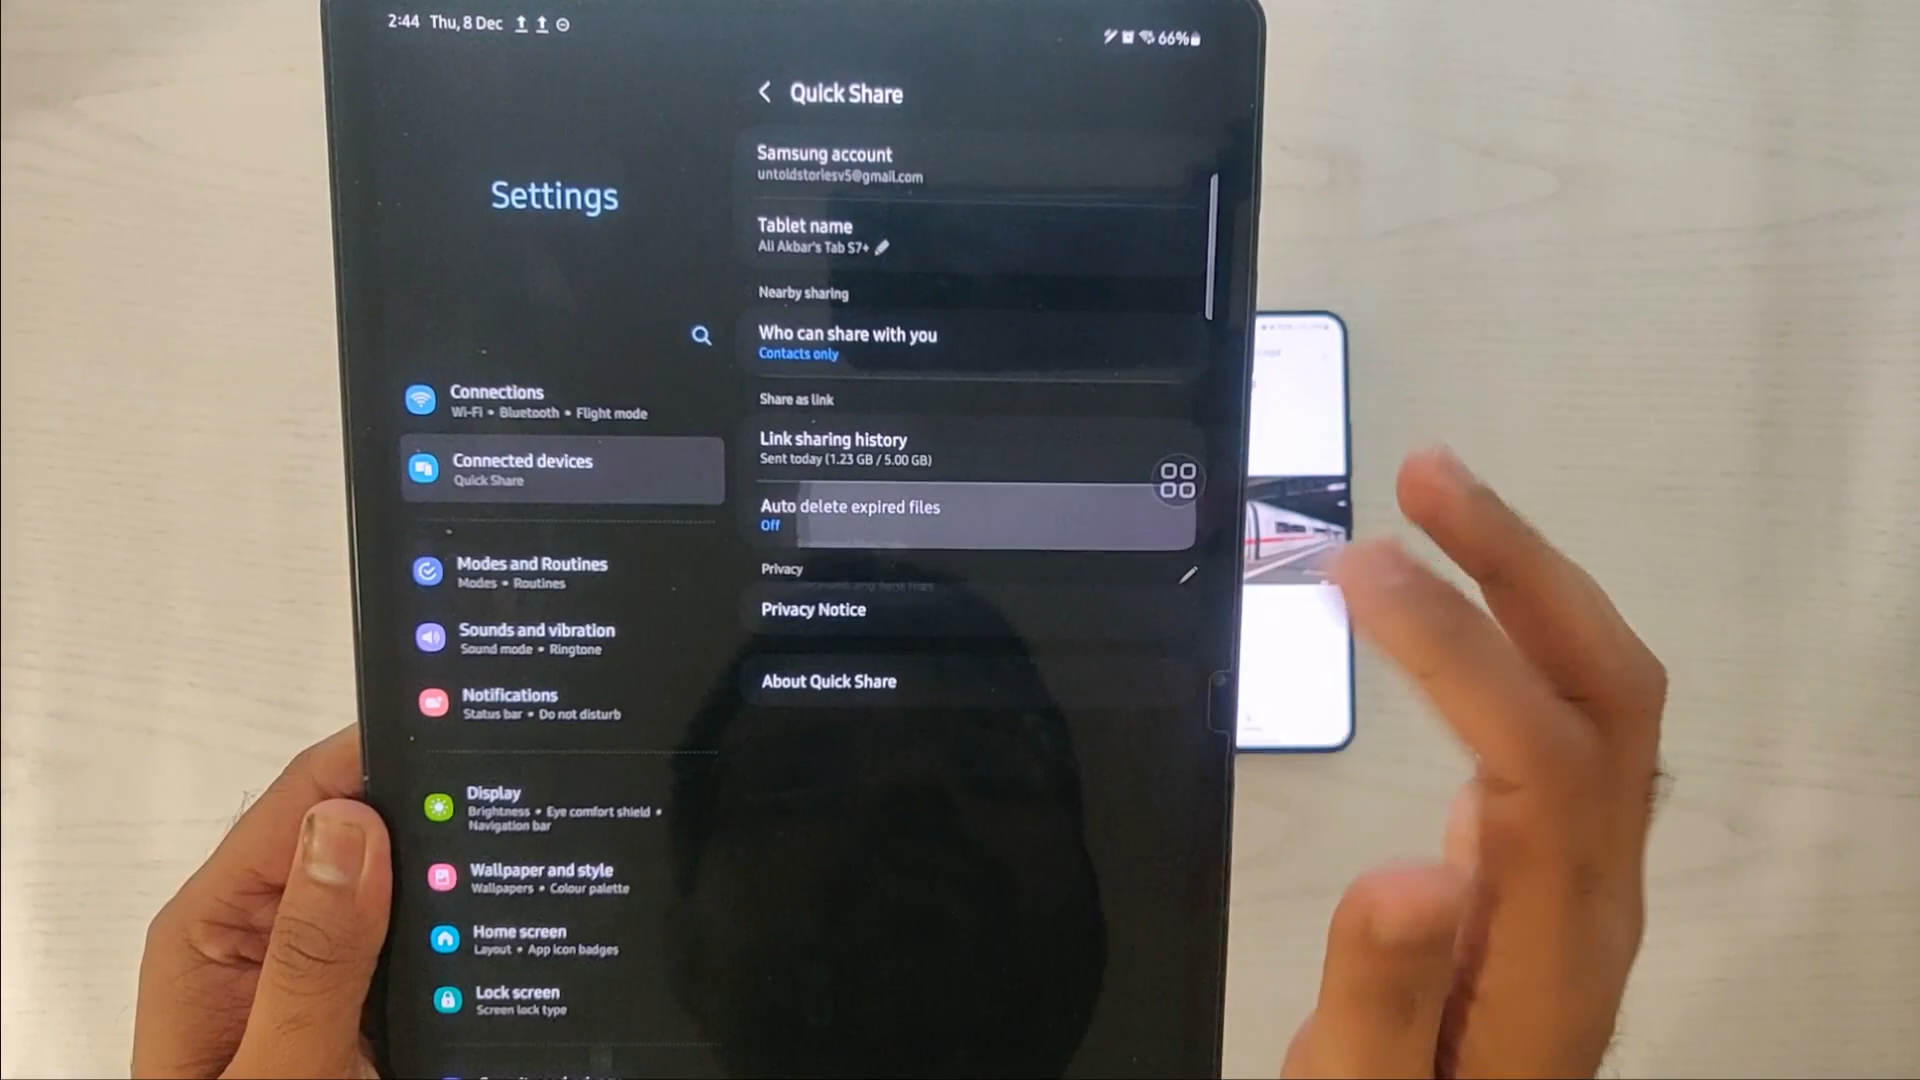 2:44 Thu, 8 Dec
66%
Settings
Connections
Wi-Fi • Bluetooth • Flight mode
Connected devices
Quick Share
Modes and Routines
Modes • Routines
Sounds and vibration
Sound mode • Ringtone
Notifications
Status bar • Do not disturb
Display
Brightness • Eye comfort shield •
Navigation bar
Wallpaper and style
Wallpapers • Colour palette
Home screen
Layout • App icon badges
Lock screen
Screen lock type
Quick Share
Samsung account
untoldstoriesv5@gmail.com
Tablet name
Ali Akbar's Tab S7+
Nearby sharing
Who can share with you
Contacts only
Share as link
Link sharing history
Sent today (1.23 GB / 5.00 GB)
Auto delete expired files
Off
Privacy
Privacy Notice
About Quick Share